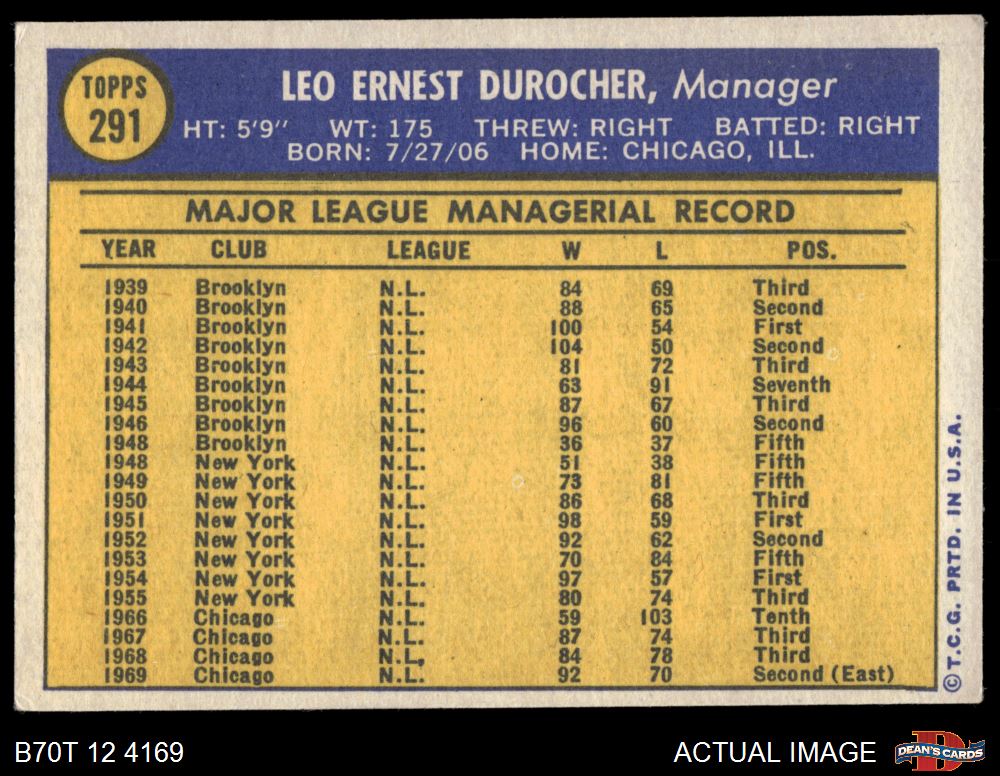 TOPPS
291
LEO ERNEST DUROCHER, Manager
HT: 5'9" WT: 175 THREW: RIGHT BATTED: RIGHT
BORN: 7/27/06 HOME: CHICAGO, ILL.
MAJOR LEAGUE MANAGERIAL RECORD
YEAR CLUB LEAGUE W L POS.
1939 Brooklyn N.L. 84 69 Third
1940 Brooklyn N.L. 88 65 Second
1941 Brooklyn N.L. 100 54 First
1942 Brooklyn N.L. 104 50 Second
1943 Brooklyn N.L. 81 72 Third
1944 Brooklyn N.L. 63 91 Seventh
1945 Brooklyn N.L. 87 67 Third
1946 Brooklyn N.L. 96 60 Second
1948 Brooklyn N.L. 36 37 Fifth
1948 New York N.L. 51 38 Fifth
1949 New York N.L. 73 81 Fifth
1950 New York N.L. 86 68 Third
1951 New York N.L. 98 59 First
1952 New York N.L. 92 62 Second
1953 New York N.L. 70 84 Fifth
1954 New York N.L. 97 57 First
1955 New York N.L. 80 74 Third
1966 Chicago N.L. 59 103 Tenth
1967 Chicago N.L. 87 74 Third
1968 Chicago N.L. 84 78 Third
1969 Chicago N.L. 92 70 Second (East)
© T.C.G. PRTD. IN U.S.A.
B70T 12 4169
ACTUAL IMAGE
DEAN'S CARDS